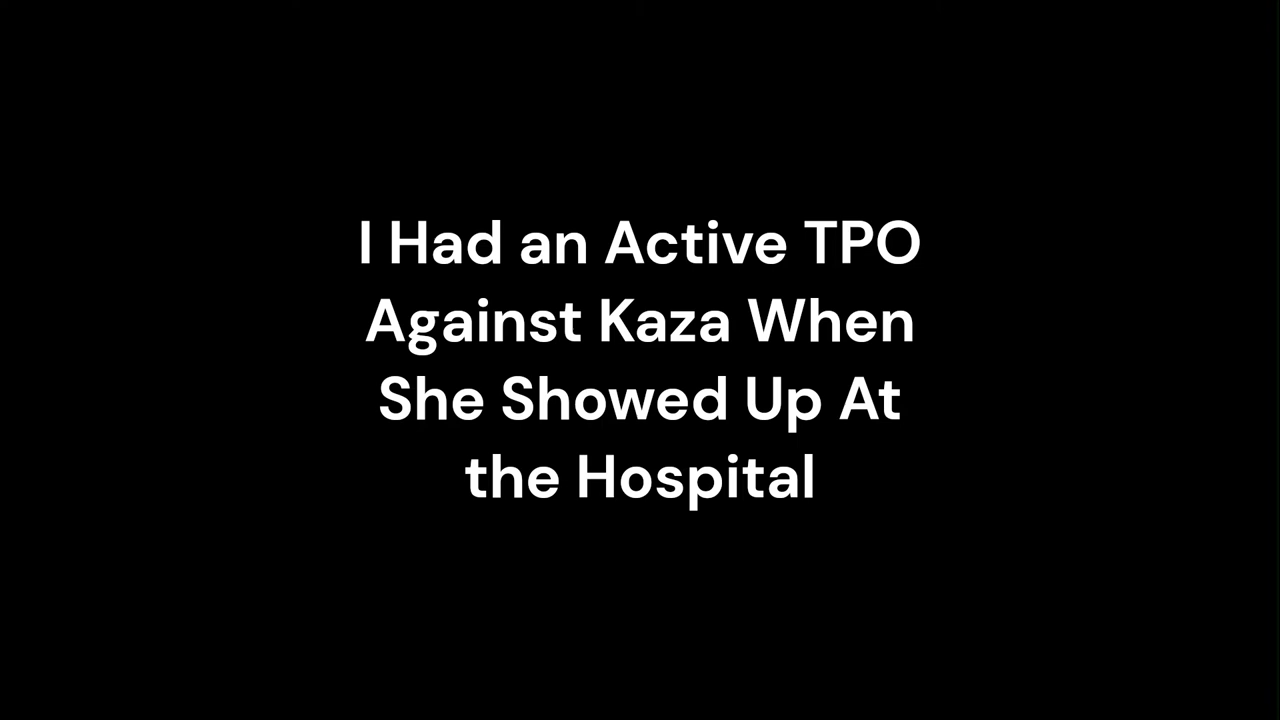 I Had an Active TPO
Against Kaza When
She Showed Up At
the Hospital